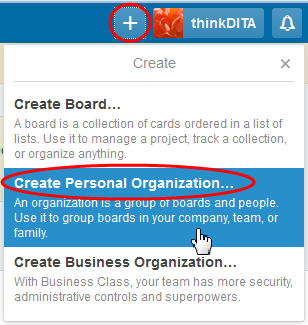 thinkDITA
Create
Create Board…
A board is a collection of cards ordered in a list of
lists. Use it to manage a project, track a collection,
or organize anything.
Create Personal Organization…
An organization is a group of boards and people.
Use it to group boards in your company, team, or
family.
Create Business Organization…
With Business Class, your team has more security,
administrative controls and superpowers.